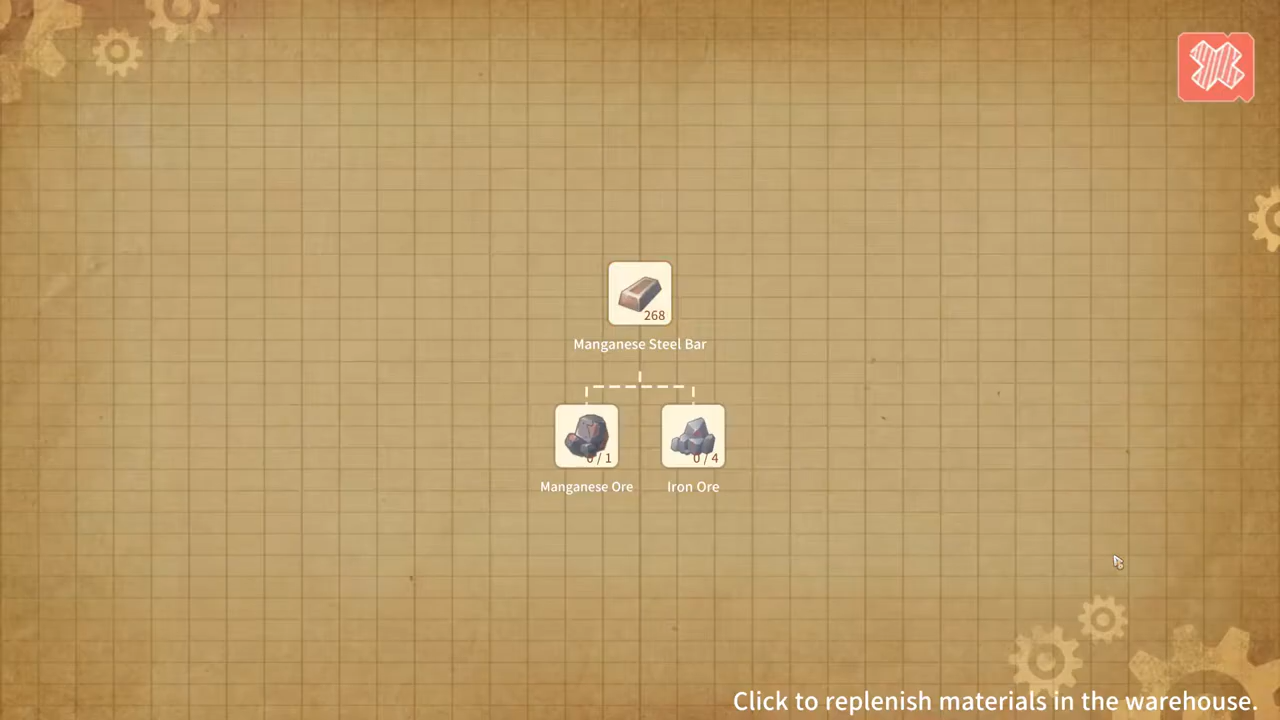 268
Manganese Steel Bar
0 / 1
0 / 4
Manganese Ore
Iron Ore
Click to replenish materials in the warehouse.